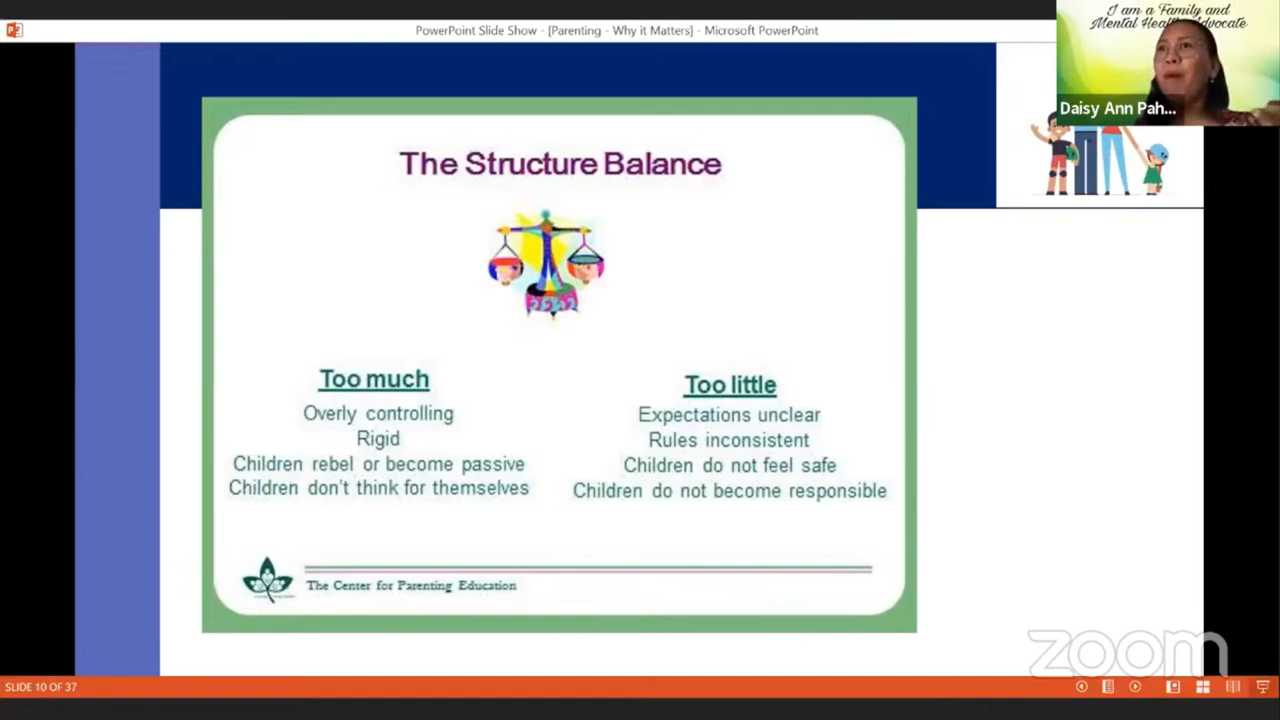 PowerPoint Slide Show - [Parenting - Why it Matters] - Microsoft PowerPoint
I am a Family and
Mental Health Advocate
Daisy Ann Pah...
The Structure Balance
Too much
Overly controlling
Rigid
Children rebel or become passive
Children don't think for themselves
Too little
Expectations unclear
Rules inconsistent
Children do not feel safe
Children do not become responsible
The Center for Parenting Education
zoom
SLIDE 10 OF 37